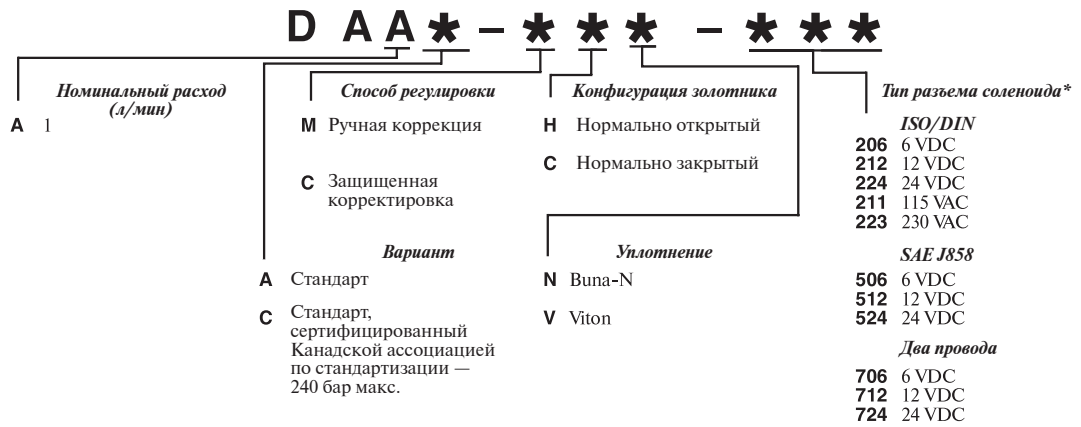 D A A * – * * * – * * *
Номинальный расход
(л/мин)
A 1
Способ регулировки
M Ручная коррекция
C Защищенная
корректировка
Конфигурация золотника
H Нормально открытый
C Нормально закрытый
Тип разъема соленоида*
ISO/DIN
206 6 VDC
212 12 VDC
224 24 VDC
211 115 VAC
223 230 VAC
Вариант
A Стандарт
C Стандарт,
сертифицированный
Канадской ассоциацией
по стандартизации —
240 бар макс.
Уплотнение
N Buna-N
V Viton
SAE J858
506 6 VDC
512 12 VDC
524 24 VDC
Два провода
706 6 VDC
712 12 VDC
724 24 VDC